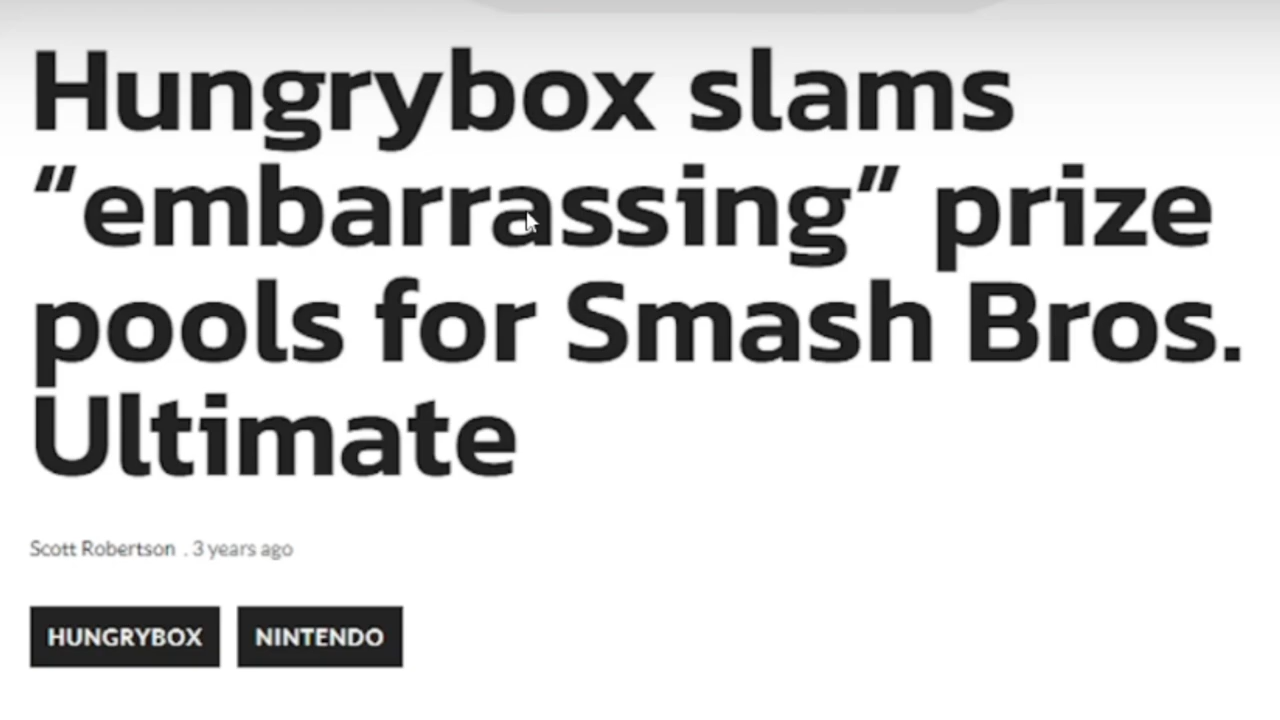 Hungrybox slams
“embarrassing” prize
pools for Smash Bros.
Ultimate
Scott Robertson . 3 years ago
HUNGRYBOX NINTENDO